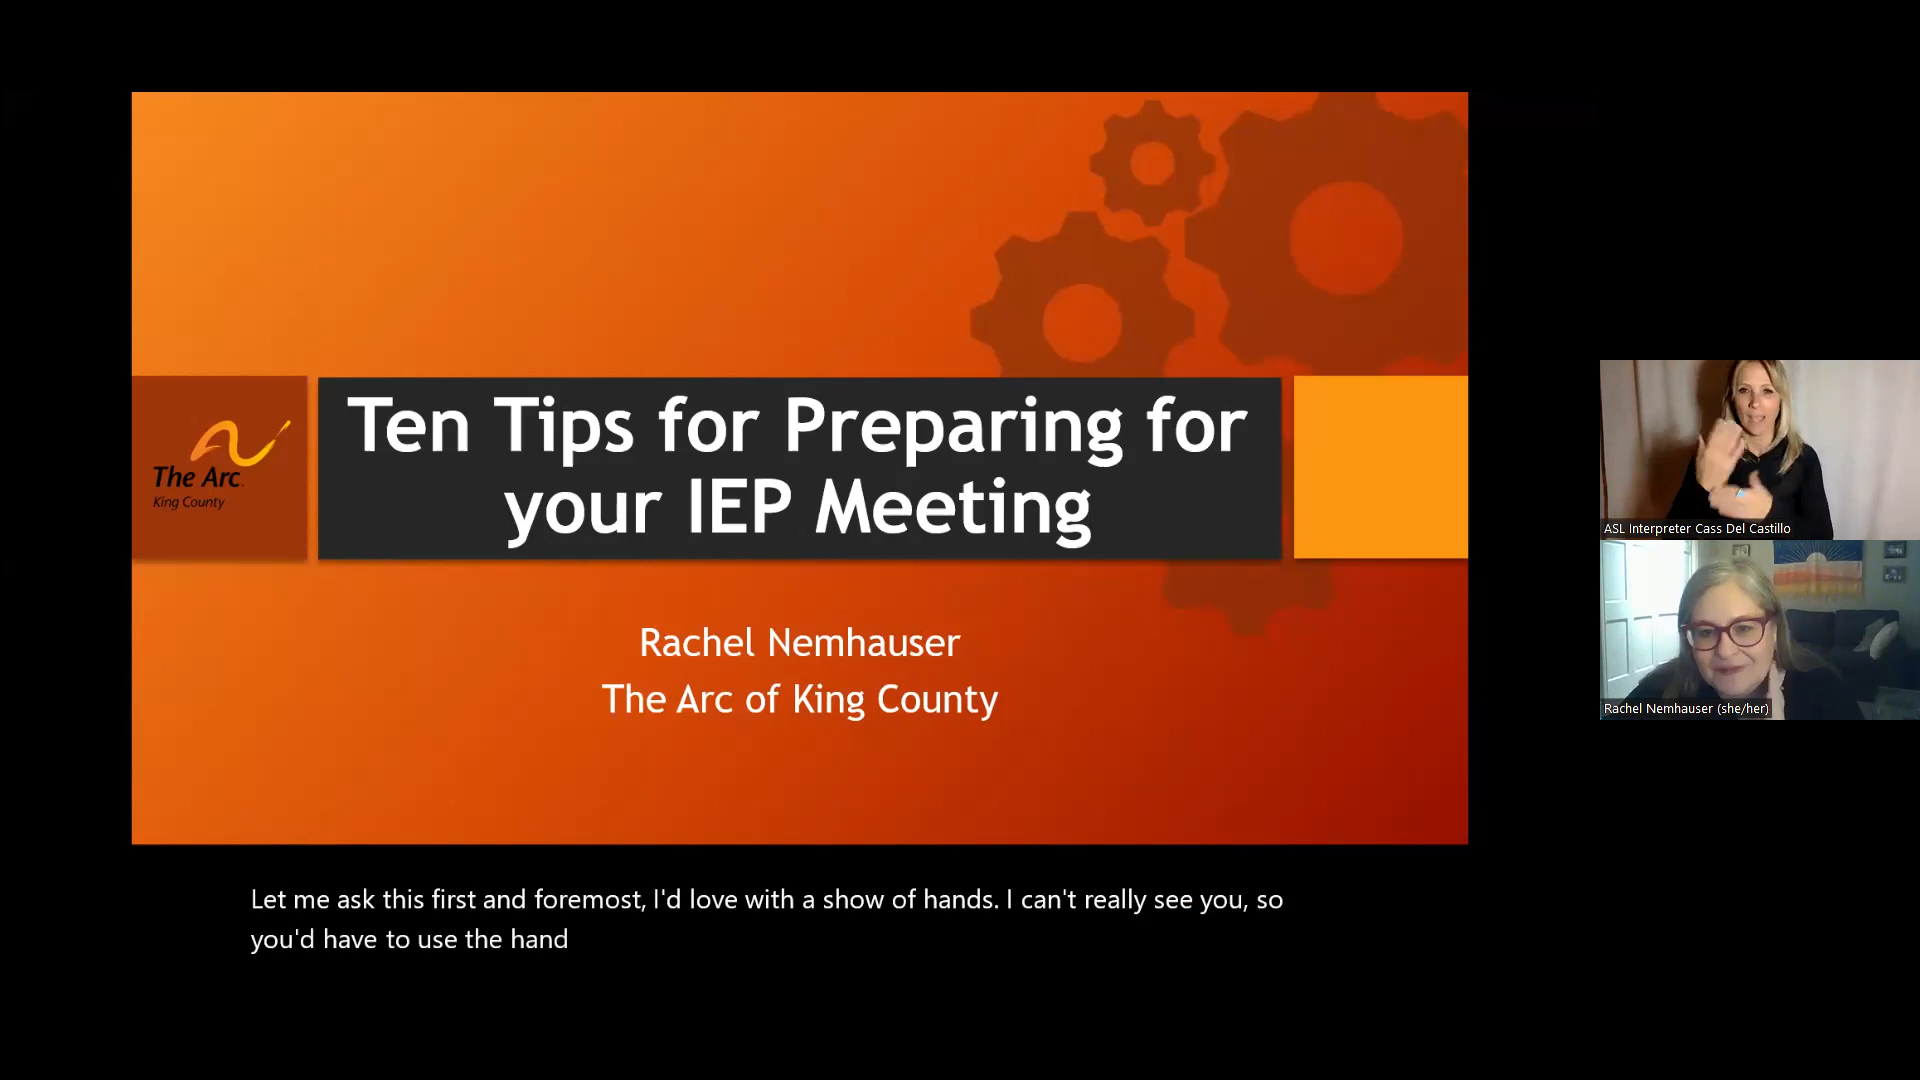 The Arc
King County
Ten Tips for Preparing for
your IEP Meeting
Rachel Nemhauser
The Arc of King County
ASL Interpreter Cass Del Castillo
Rachel Nemhauser (she/her)
Let me ask this first and foremost, I'd love with a show of hands. I can't really see you, so
you'd have to use the hand